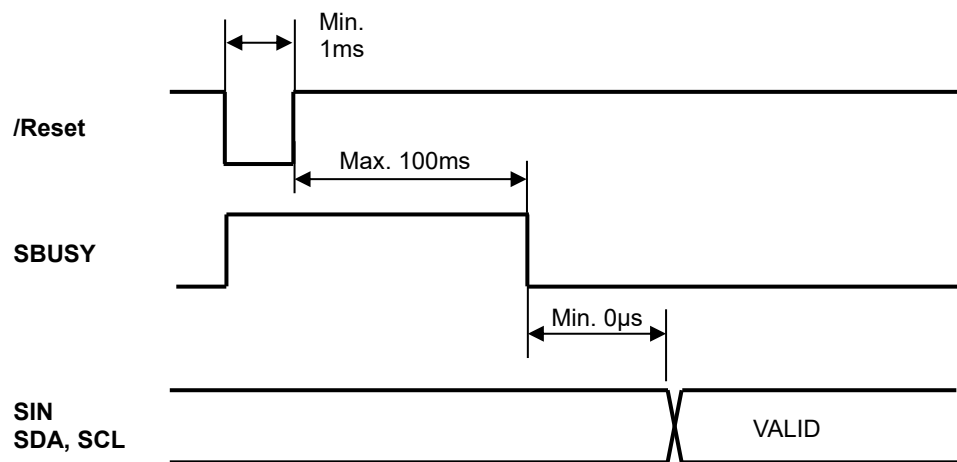 Min.
1ms
/Reset
Max. 100ms
SBUSY
Min. 0µs
SIN
SDA, SCL
VALID